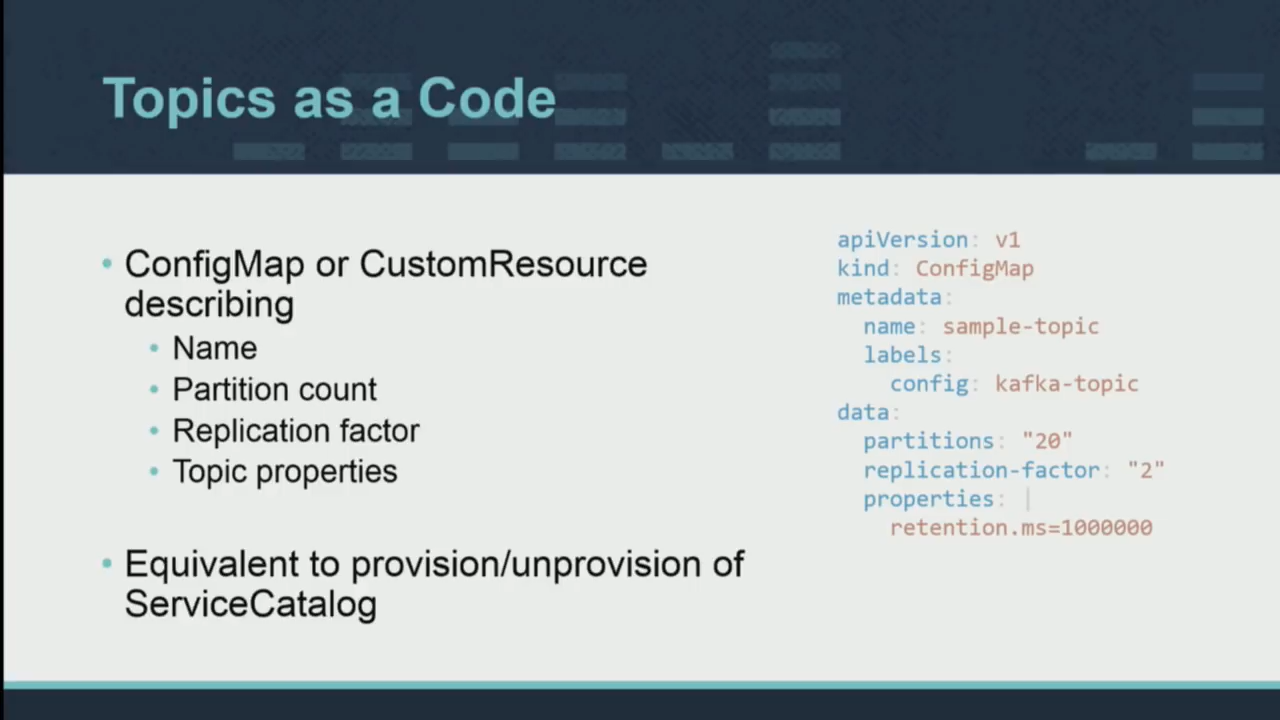 Topics as a Code
• ConfigMap or CustomResource
describing
• Name
• Partition count
• Replication factor
• Topic properties
• Equivalent to provision/unprovision of
ServiceCatalog
apiVersion: v1
kind: ConfigMap
metadata:
  name: sample-topic
  labels:
    config: kafka-topic
data:
  partitions: "20"
  replication-factor: "2"
  properties: |
    retention.ms=1000000